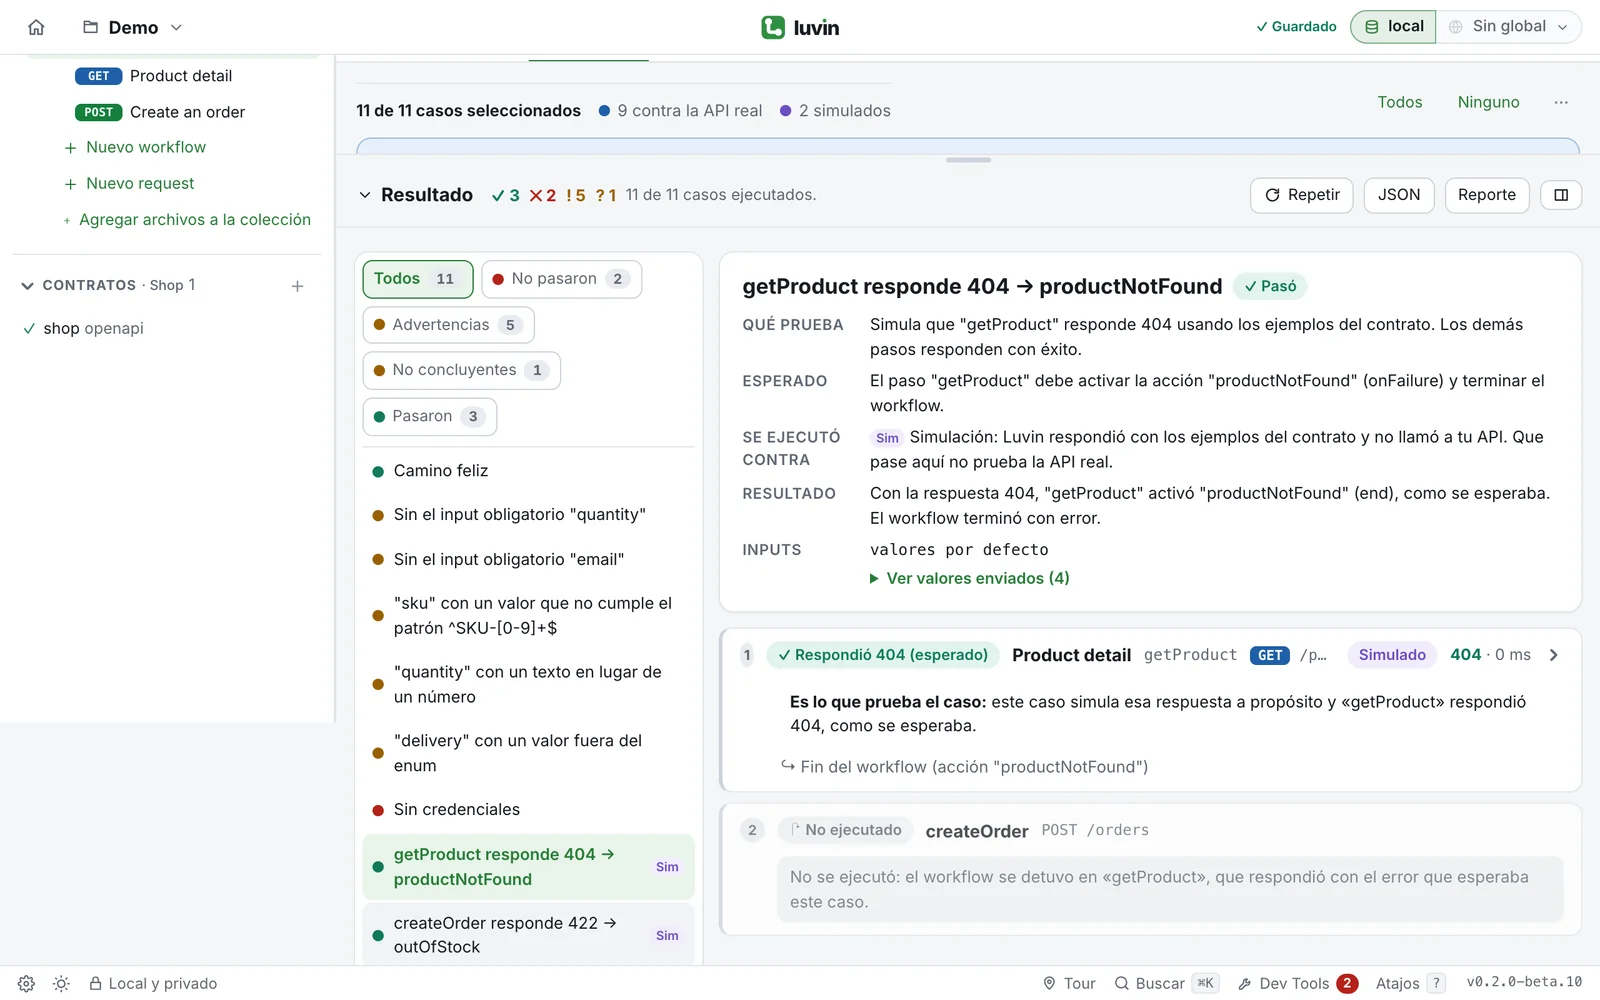 Demo
luvin
Guardado
local
Sin global
GET Product detail
POST Create an order
+ Nuevo workflow
+ Nuevo request
+ Agregar archivos a la colección
CONTRATOS · Shop 1 +
shop openapi
11 de 11 casos seleccionados
9 contra la API real
2 simulados
Todos
Ninguno
...
Resultado
✓ 3 ✕ 2 ! 5 ? 1
11 de 11 casos ejecutados.
Repetir
JSON
Reporte
Todos 11
No pasaron 2
Advertencias 5
No concluyentes 1
Pasaron 3
Camino feliz
Sin el input obligatorio "quantity"
Sin el input obligatorio "email"
"sku" con un valor que no cumple el
patrón ^SKU-[0-9]+$
"quantity" con un texto en lugar de
un número
"delivery" con un valor fuera del
enum
Sin credenciales
getProduct responde 404 →
productNotFound
Sim
createOrder responde 422 →
outOfStock
Sim
getProduct responde 404 → productNotFound
✓ Pasó
QUÉ PRUEBA
Simula que "getProduct" responde 404 usando los ejemplos del contrato. Los demás
pasos responden con éxito.
ESPERADO
El paso "getProduct" debe activar la acción "productNotFound" (onFailure) y terminar el
workflow.
SE EJECUTÓ
CONTRA
Sim Simulación: Luvin respondió con los ejemplos del contrato y no llamó a tu API. Que
pase aquí no prueba la API real.
RESULTADO
Con la respuesta 404, "getProduct" activó "productNotFound" (end), como se esperaba.
El workflow terminó con error.
INPUTS
valores por defecto
Ver valores enviados (4)
1 ✓ Respondió 404 (esperado) Product detail getProduct GET /p… Simulado 404 · 0 ms
Es lo que prueba el caso: este caso simula esa respuesta a propósito y «getProduct» respondió
404, como se esperaba.
↪ Fin del workflow (acción "productNotFound")
2 No ejecutado createOrder POST /orders
No se ejecutó: el workflow se detuvo en «getProduct», que respondió con el error que esperaba
este caso.
Local y privado
Tour
Buscar ⌘K
Dev Tools 2
Atajos ?
v0.2.0-beta.10